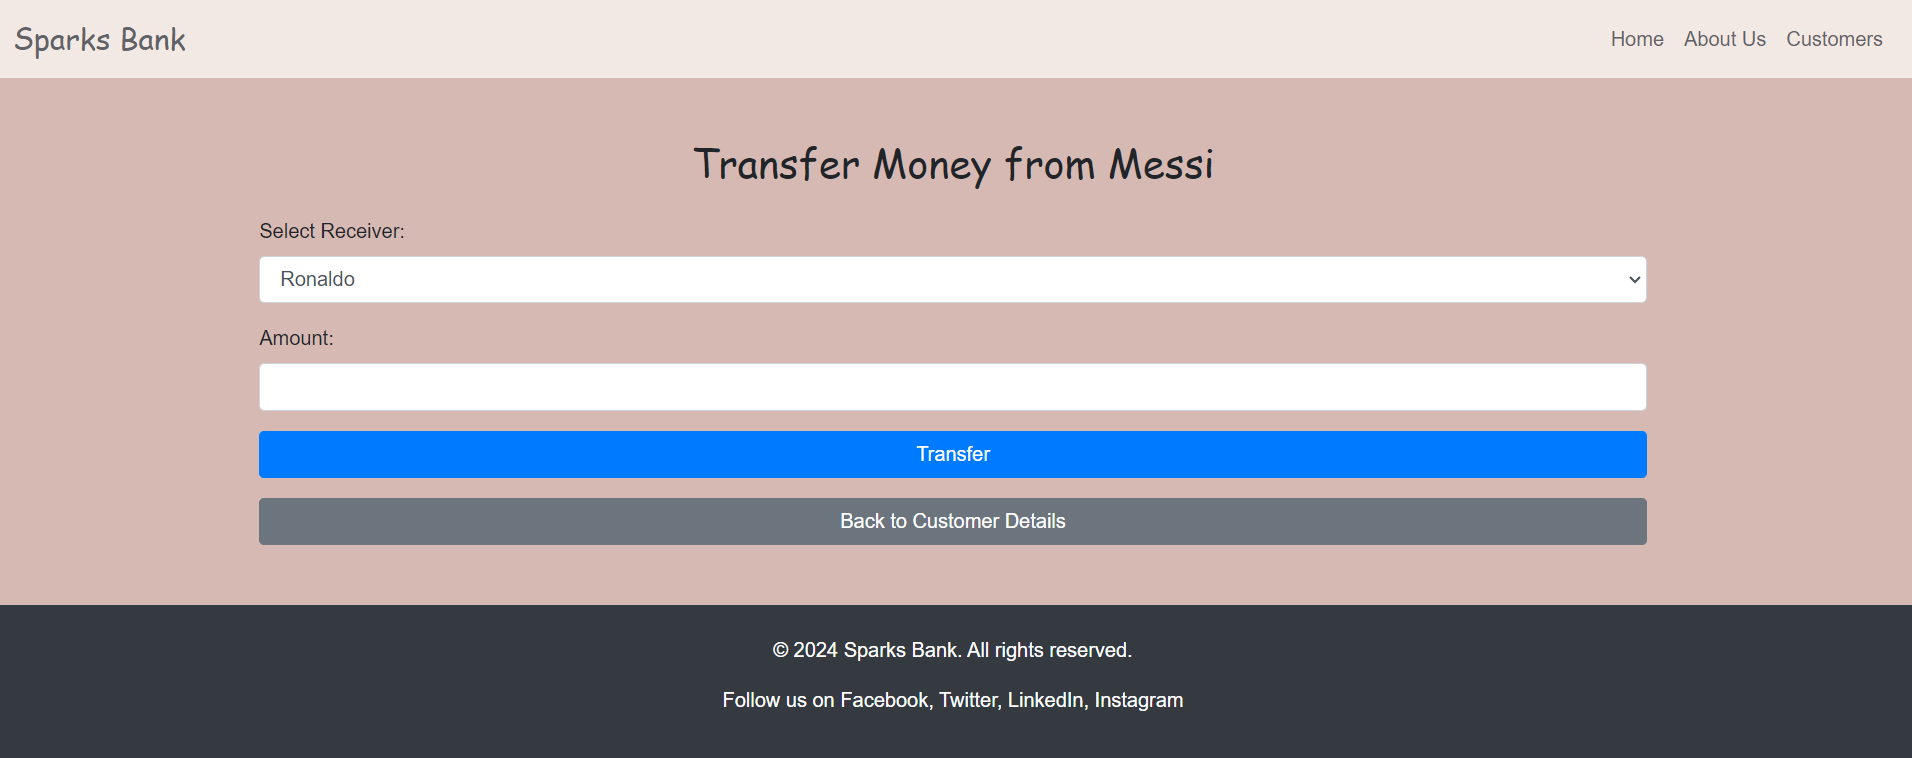 Sparks Bank
Home About Us Customers
Transfer Money from Messi
Select Receiver:
Ronaldo
Amount:
Transfer
Back to Customer Details
© 2024 Sparks Bank. All rights reserved.
Follow us on Facebook, Twitter, LinkedIn, Instagram